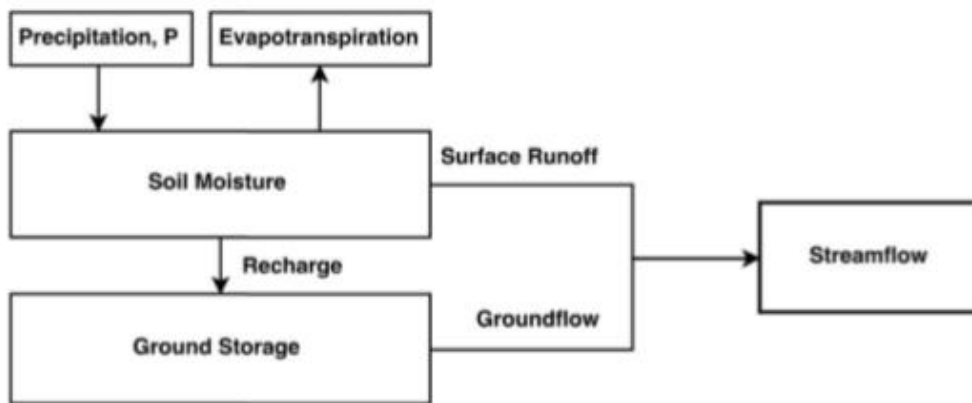 Precipitation, P
Evapotranspiration
Surface Runoff
Soil Moisture
Streamflow
Recharge
Groundflow
Ground Storage